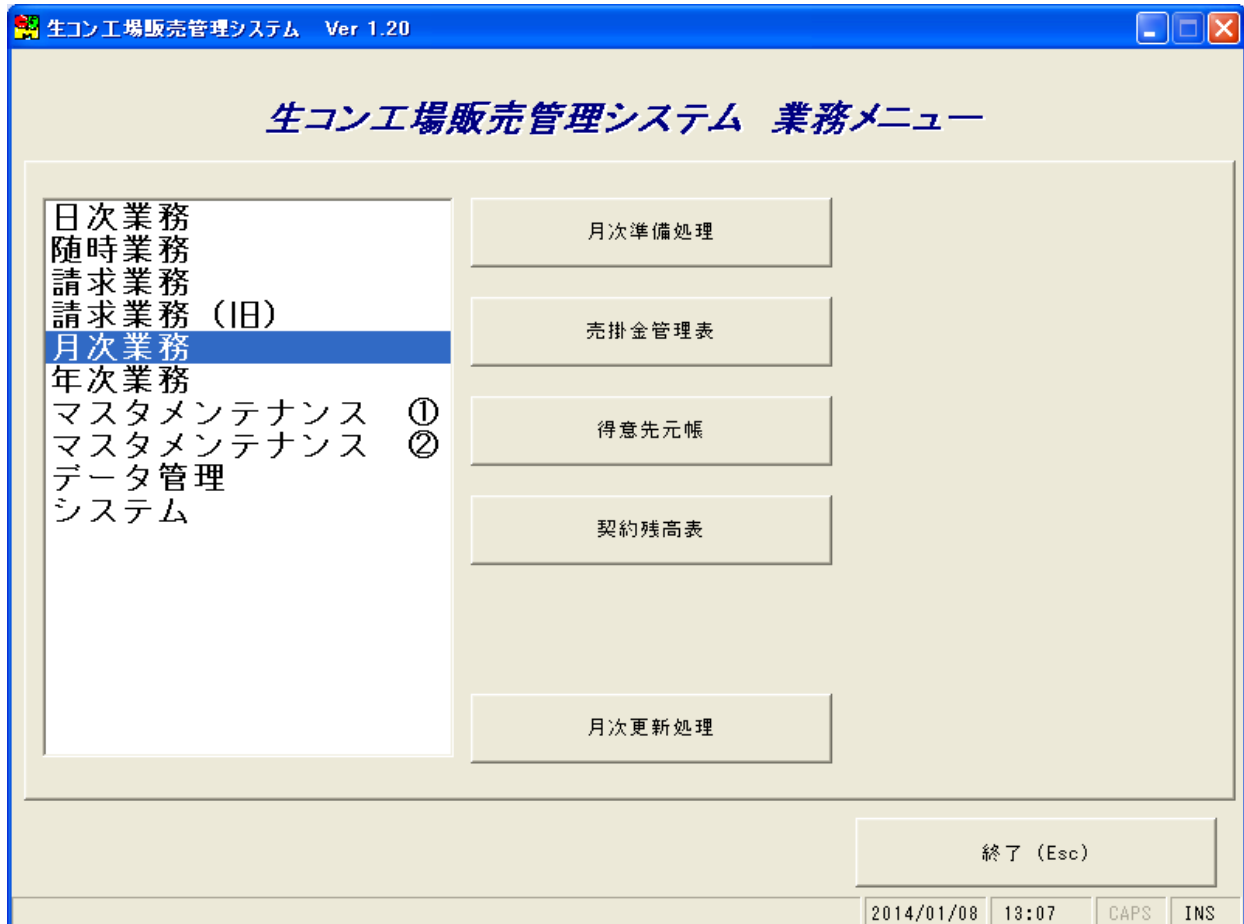 生コン工場販売管理システム Ver 1.20
生コン工場販売管理システム 業務メニュー
日次業務
随時業務
請求業務
請求業務（旧）
月次業務
年次業務
マスタメンテナンス ①
マスタメンテナンス ②
データ管理
システム
月次準備処理
売掛金管理表
得意先元帳
契約残高表
月次更新処理
終了（Esc）
2014/01/08 13:07 CAPS INS